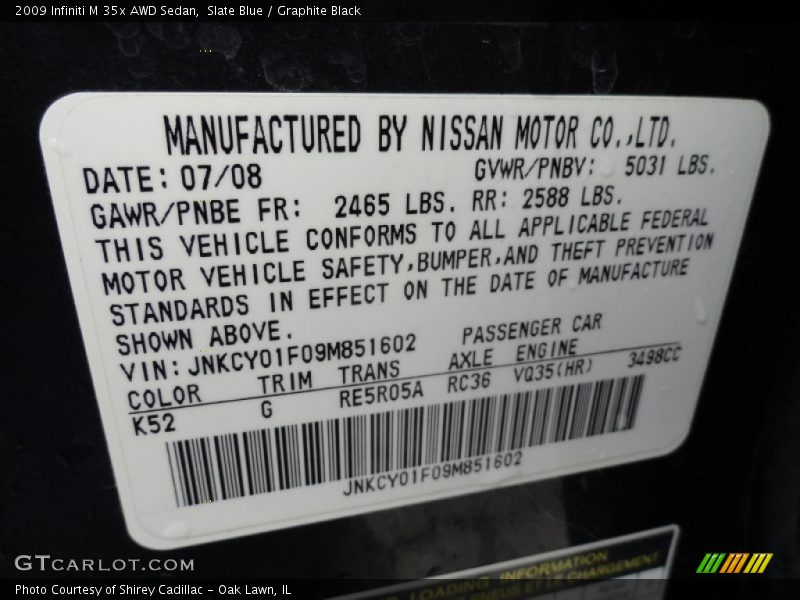 2009 Infiniti M 35x AWD Sedan,  Slate Blue / Graphite Black
MANUFACTURED BY NISSAN MOTOR CO.,LTD.
DATE: 07/08 GVWR/PNBV: 5031 LBS.
GAWR/PNBE FR: 2465 LBS. RR: 2588 LBS.
THIS VEHICLE CONFORMS TO ALL APPLICABLE FEDERAL
MOTOR VEHICLE SAFETY,BUMPER,AND THEFT PREVENTION
STANDARDS IN EFFECT ON THE DATE OF MANUFACTURE
SHOWN ABOVE.
VIN: JNKCY01F09M851602 PASSENGER CAR
COLOR TRIM TRANS AXLE ENGINE
K52 G RE5R05A RC36 VQ35(HR) 3498CC
JNKCY01F09M851602
LOADING INFORMATION
CHARGEMENT
GTCARLOT.COM
Photo Courtesy of Shirey Cadillac - Oak Lawn, IL